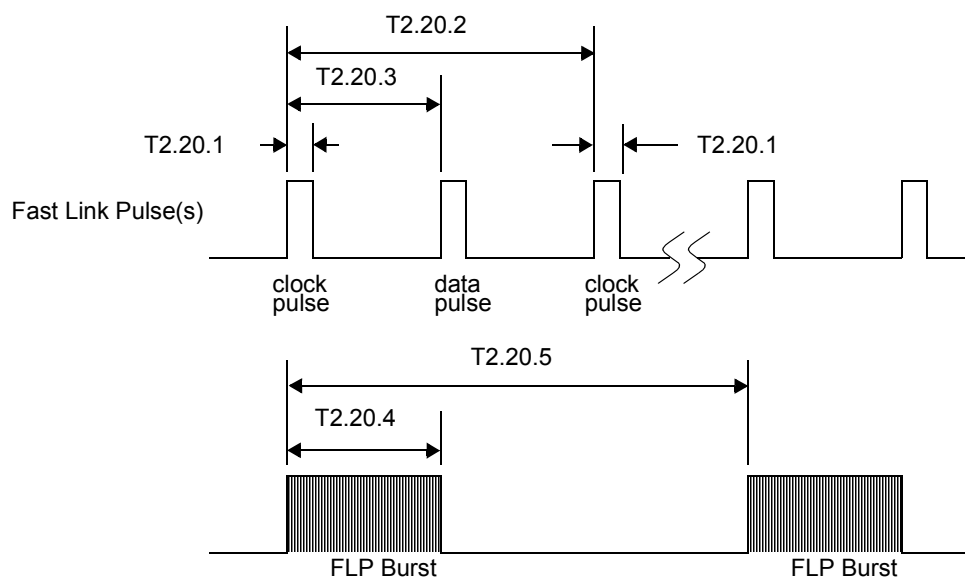 T2.20.2
T2.20.3
T2.20.1
T2.20.1
Fast Link Pulse(s)
clock
pulse
data
pulse
clock
pulse
T2.20.5
T2.20.4
FLP Burst
FLP Burst